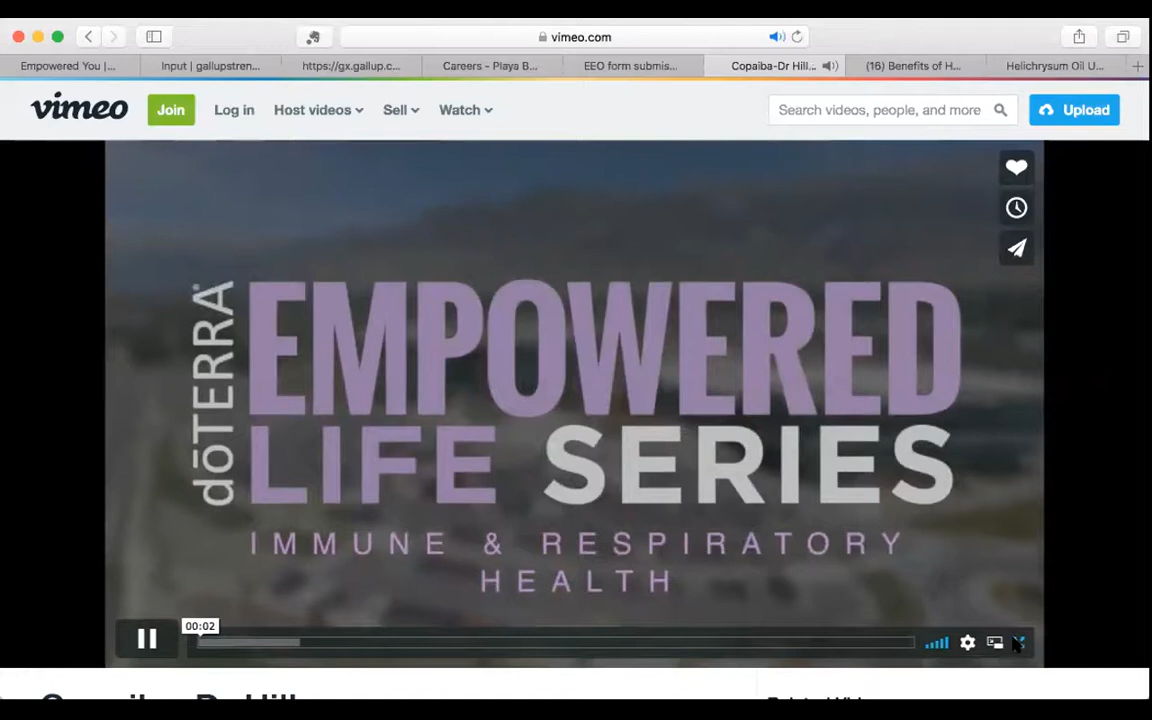 vimeo.com
Empowered You |...
Input | gallupstren...
https://gx.gallup.c...
Careers - Playa B...
EEO form submis...
Copaiba-Dr Hill...
(16) Benefits of H...
Helichrysum Oil U...
vimeo
Join
Log in
Host videos
Sell
Watch
Search videos, people, and more
Upload
dōTERRA
EMPOWERED
LIFE SERIES
IMMUNE & RESPIRATORY
HEALTH
00:02